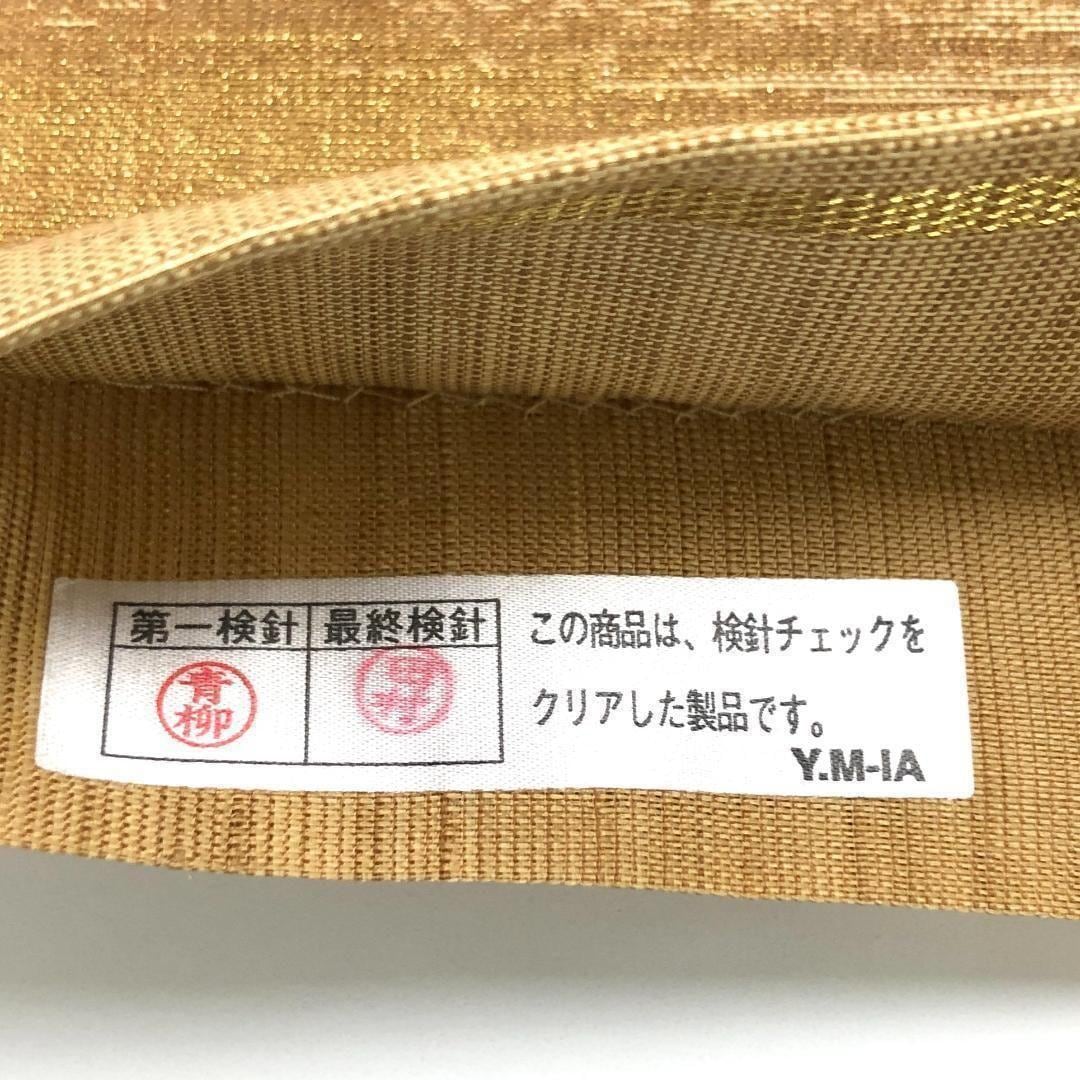 第一検針 最終検針
青柳
この商品は、検針チェックを
クリアした製品です。
Y.M-IA